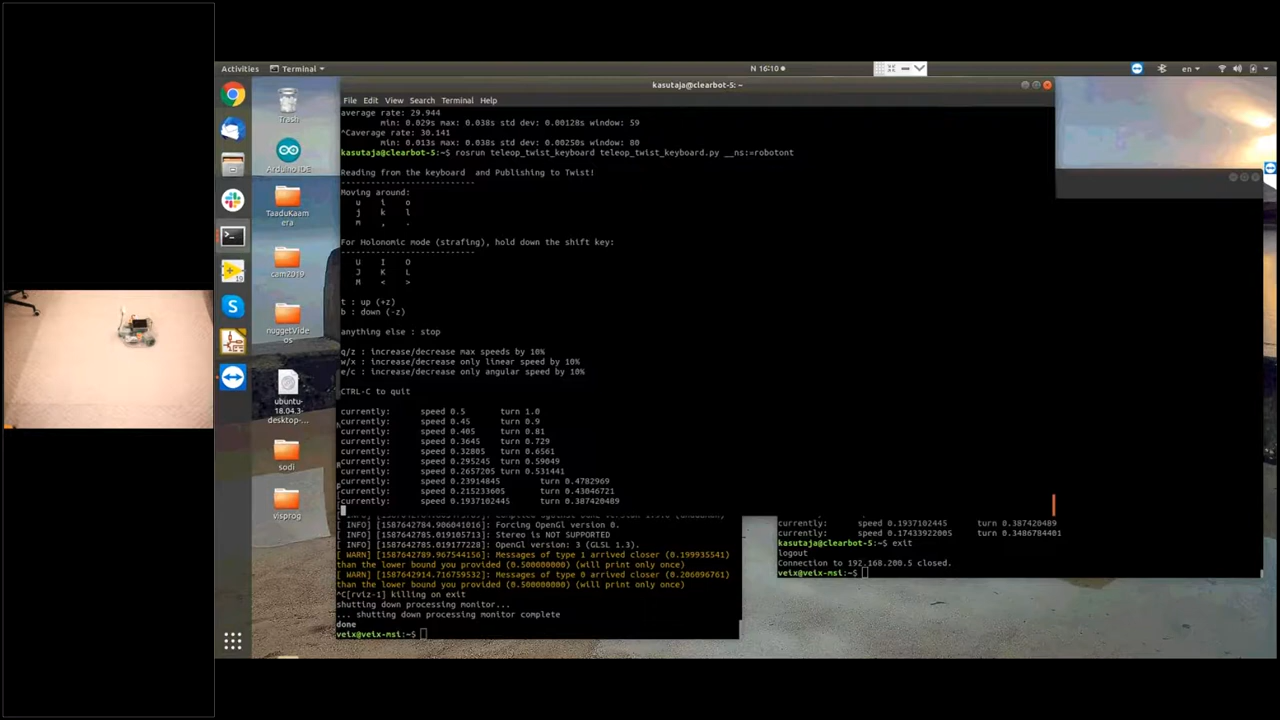 Activities
Terminal
N 16:10
en
kasutaja@clearbot-5: ~
File Edit View Search Terminal Help
Trash
Arduino IDE
TaaduKaam
era
cam2019
nuggetVide
os
ubuntu-
18.04.3-
desktop-...
sodi
visprog
average rate: 29.944
min: 0.029s max: 0.038s std dev: 0.00128s window: 59
^Caverage rate: 30.141
min: 0.013s max: 0.038s std dev: 0.00250s window: 80
kasutaja@clearbot-5:~$ rosrun teleop_twist_keyboard teleop_twist_keyboard.py __ns:=robotont
Reading from the keyboard  and Publishing to Twist!
---------------------------
Moving around:
u i o
j k l
m , .
For Holonomic mode (strafing), hold down the shift key:
---------------------------
U I O
J K L
M < >
t : up (+z)
b : down (-z)
anything else : stop
q/z : increase/decrease max speeds by 10%
w/x : increase/decrease only linear speed by 10%
e/c : increase/decrease only angular speed by 10%
CTRL-C to quit
currently: speed 0.5 turn 1.0
currently: speed 0.45 turn 0.9
currently: speed 0.405 turn 0.81
currently: speed 0.3645 turn 0.729
currently: speed 0.32805 turn 0.6561
currently: speed 0.295245 turn 0.59049
currently: speed 0.2657205 turn 0.531441
currently: speed 0.23914845 turn 0.4782969
currently: speed 0.215233605 turn 0.43046721
currently: speed 0.1937102445 turn 0.387420489
[ INFO] [1587642784.906041016]: Forcing OpenGl version 0.
[ INFO] [1587642785.019105713]: Stereo is NOT SUPPORTED
[ INFO] [1587642785.019177228]: OpenGl version: 3 (GLSL 1.3).
[ WARN] [1587642789.967544156]: Messages of type 1 arrived closer (0.199935541)
than the lower bound you provided (0.500000000) (will print only once)
[ WARN] [1587642914.716759532]: Messages of type 0 arrived closer (0.206096761)
than the lower bound you provided (0.500000000) (will print only once)
^C[rviz-1] killing on exit
shutting down processing monitor...
... shutting down processing monitor complete
done
veix@veix-msi:~$
currently: speed 0.1937102445 turn 0.387420489
currently: speed 0.17433922005 turn 0.3486784401
kasutaja@clearbot-5:~$ exit
logout
Connection to 192.168.200.5 closed.
veix@veix-msi:~$